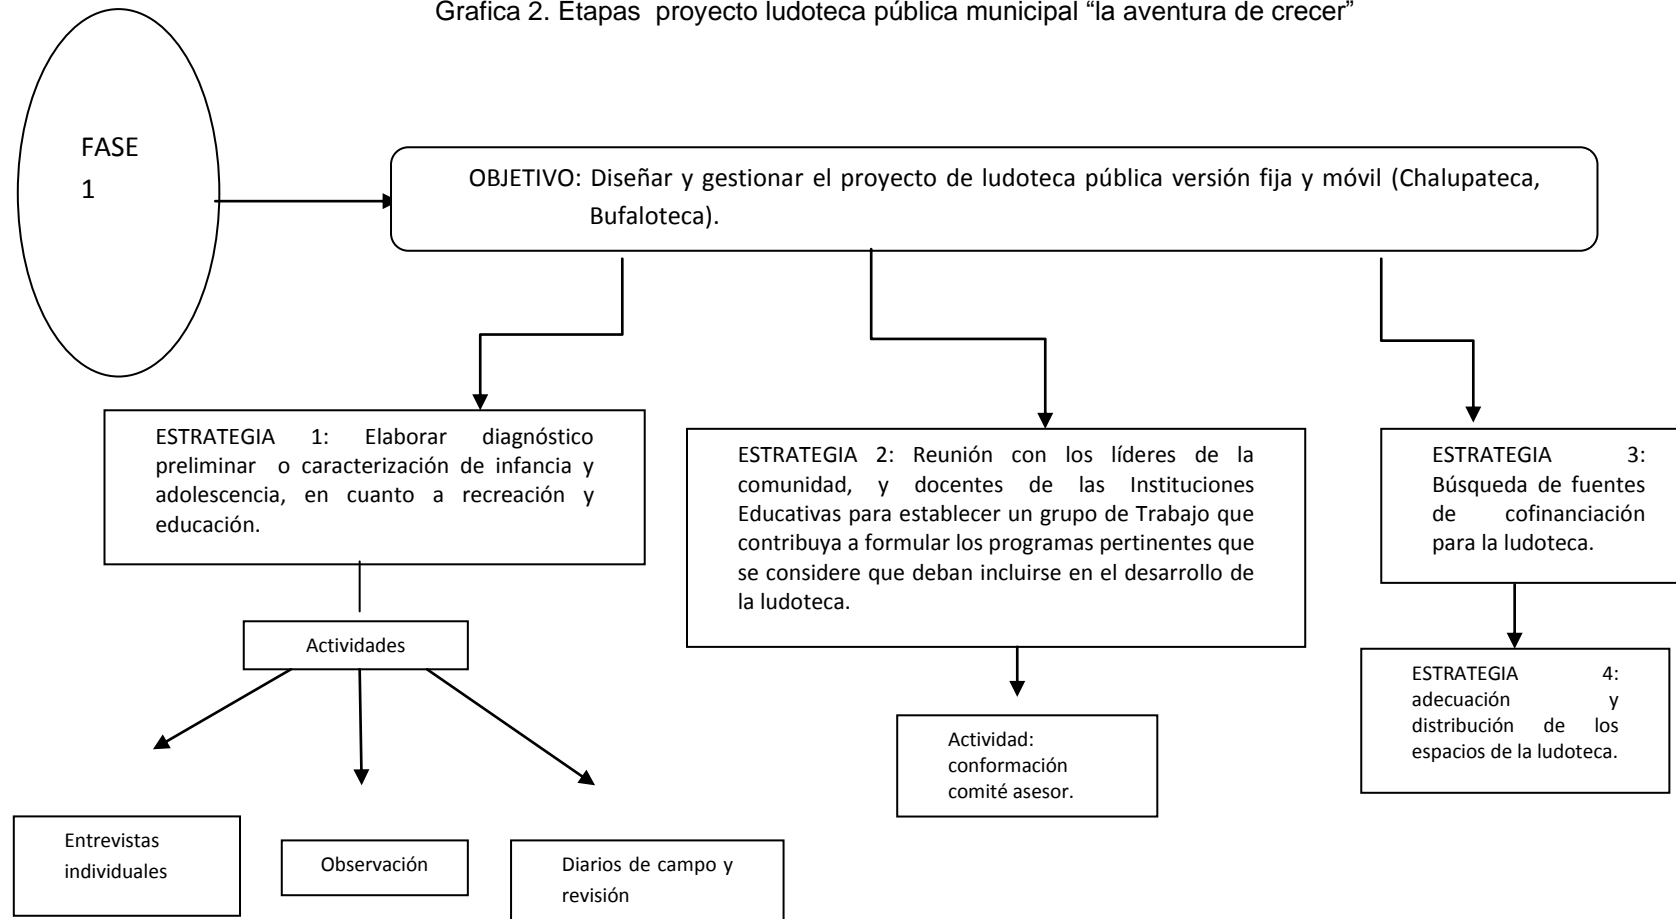 Grafica 2. Etapas proyecto ludoteca pública municipal “la aventura de crecer”
FASE
1
OBJETIVO: Diseñar y gestionar el proyecto de ludoteca pública versión fija y móvil (Chalupateca,
Bufaloteca).
ESTRATEGIA 1: Elaborar diagnóstico
preliminar o caracterización de infancia y
adolescencia, en cuanto a recreación y
educación.
ESTRATEGIA 2: Reunión con los líderes de la
comunidad, y docentes de las Instituciones
Educativas para establecer un grupo de Trabajo que
contribuya a formular los programas pertinentes que
se considere que deban incluirse en el desarrollo de
la ludoteca.
ESTRATEGIA 3:
Búsqueda de fuentes
de cofinanciación
para la ludoteca.
Actividades
ESTRATEGIA 4:
adecuación y
distribución de los
espacios de la ludoteca.
Actividad:
conformación
comité asesor.
Entrevistas
individuales
Observación
Diarios de campo y
revisión